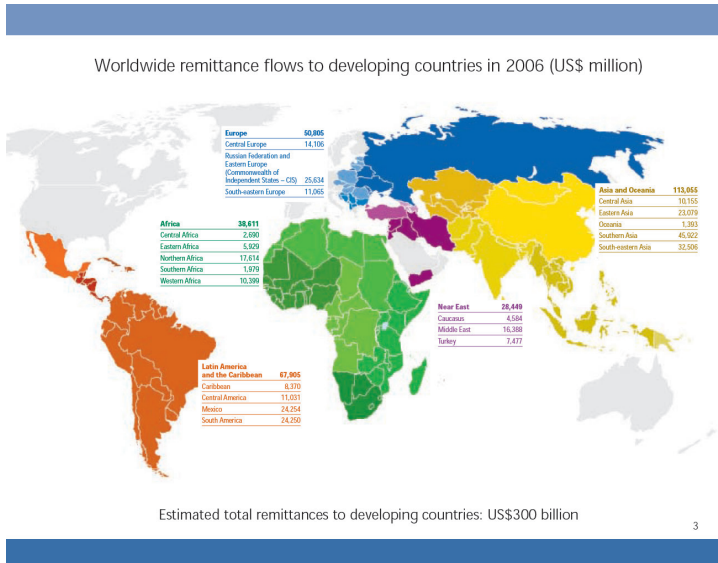 Worldwide remittance flows to developing countries in 2006 (US$ million)
Europe 50,805
Central Europe 14,106
Russian Federation and
Eastern Europe
(Commonwealth of
Independent States – CIS) 25,634
South-eastern Europe 11,065
Asia and Oceania 113,055
Central Asia 10,155
Eastern Asia 23,079
Oceania 1,393
Southern Asia 45,922
South-eastern Asia 32,506
Africa 38,611
Central Africa 2,690
Eastern Africa 5,929
Northern Africa 17,614
Southern Africa 1,979
Western Africa 10,399
Near East 28,449
Caucasus 4,584
Middle East 16,388
Turkey 7,477
Latin America
and the Caribbean 67,905
Caribbean 8,370
Central America 11,031
Mexico 24,254
South America 24,250
Estimated total remittances to developing countries: US$300 billion
3